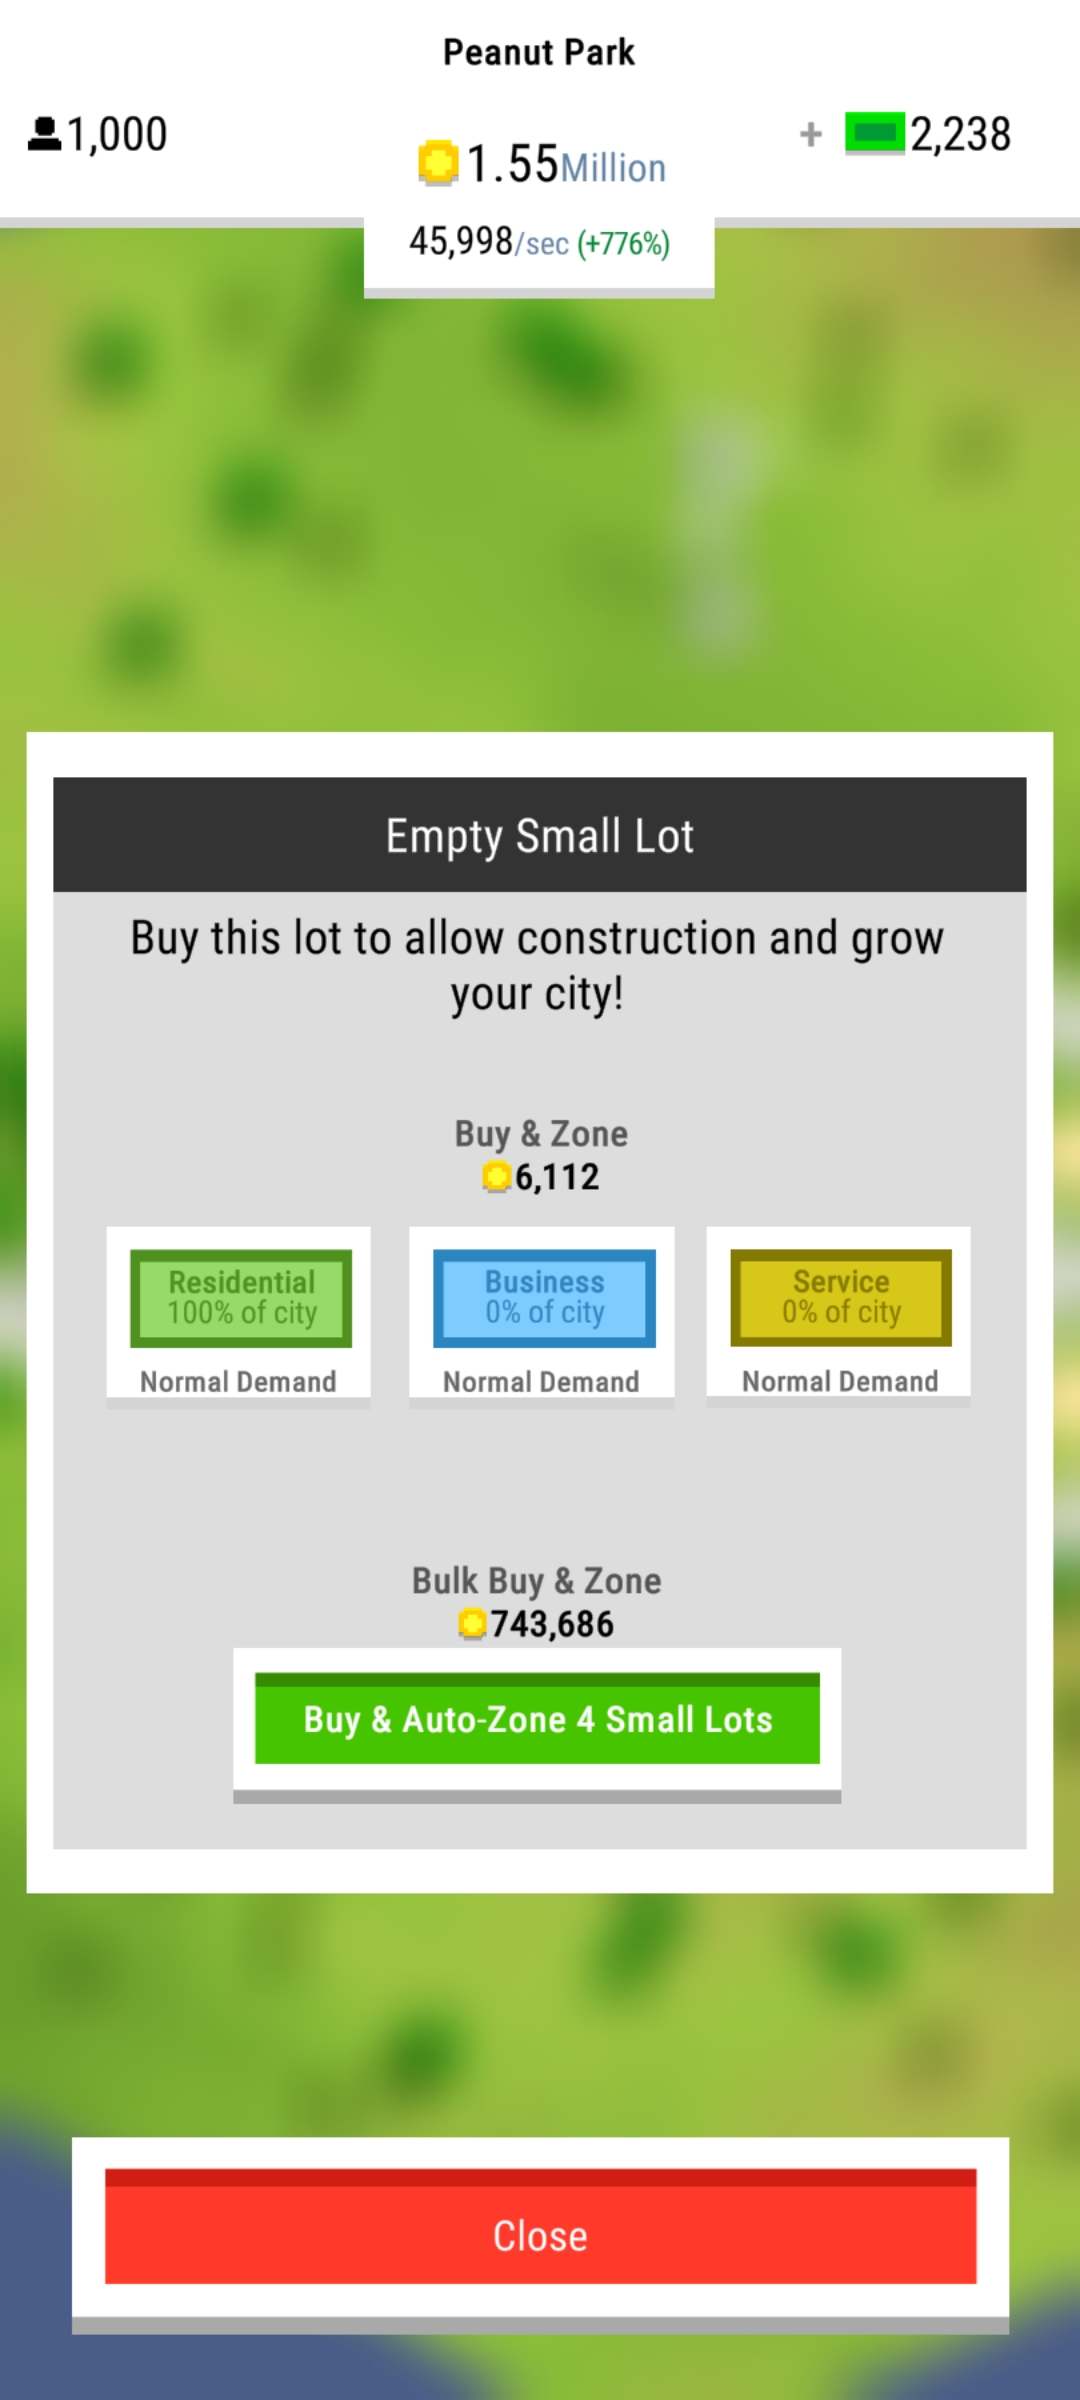 Peanut Park
1,000
1.55Million
+ 2,238
45,998/sec (+776%)
Empty Small Lot
Buy this lot to allow construction and grow
your city!
Buy & Zone
6,112
Residential
100% of city
Normal Demand
Business
0% of city
Normal Demand
Service
0% of city
Normal Demand
Bulk Buy & Zone
743,686
Buy & Auto-Zone 4 Small Lots
Close